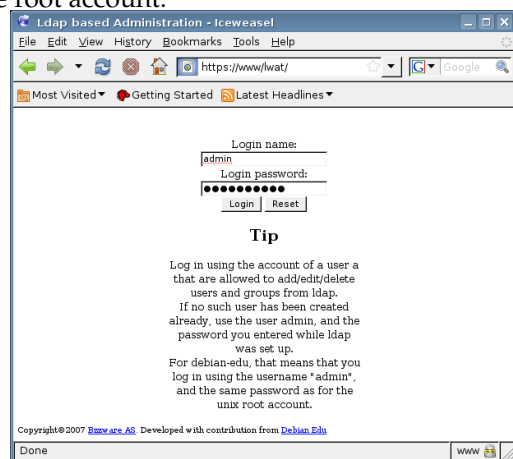 e root account.
Ldap based Administration - Iceweasel
File Edit View History Bookmarks Tools Help
https://www/lwat/ G Google
Most Visited Getting Started Latest Headlines
Login name:
admin
Login password:
●●●●●●●●●●
Login Reset
Tip
Log in using the account of a user a
that are allowed to add/edit/delete
users and groups from ldap.
If no such user has been created
already, use the user admin, and the
password you entered while ldap
was set up.
For debian-edu, that means that you
log in using the username "admin",
and the same password as for the
unix root account.
Copyright©2007 Bzzware AS. Developed with contribution from Debian Edu
Done www